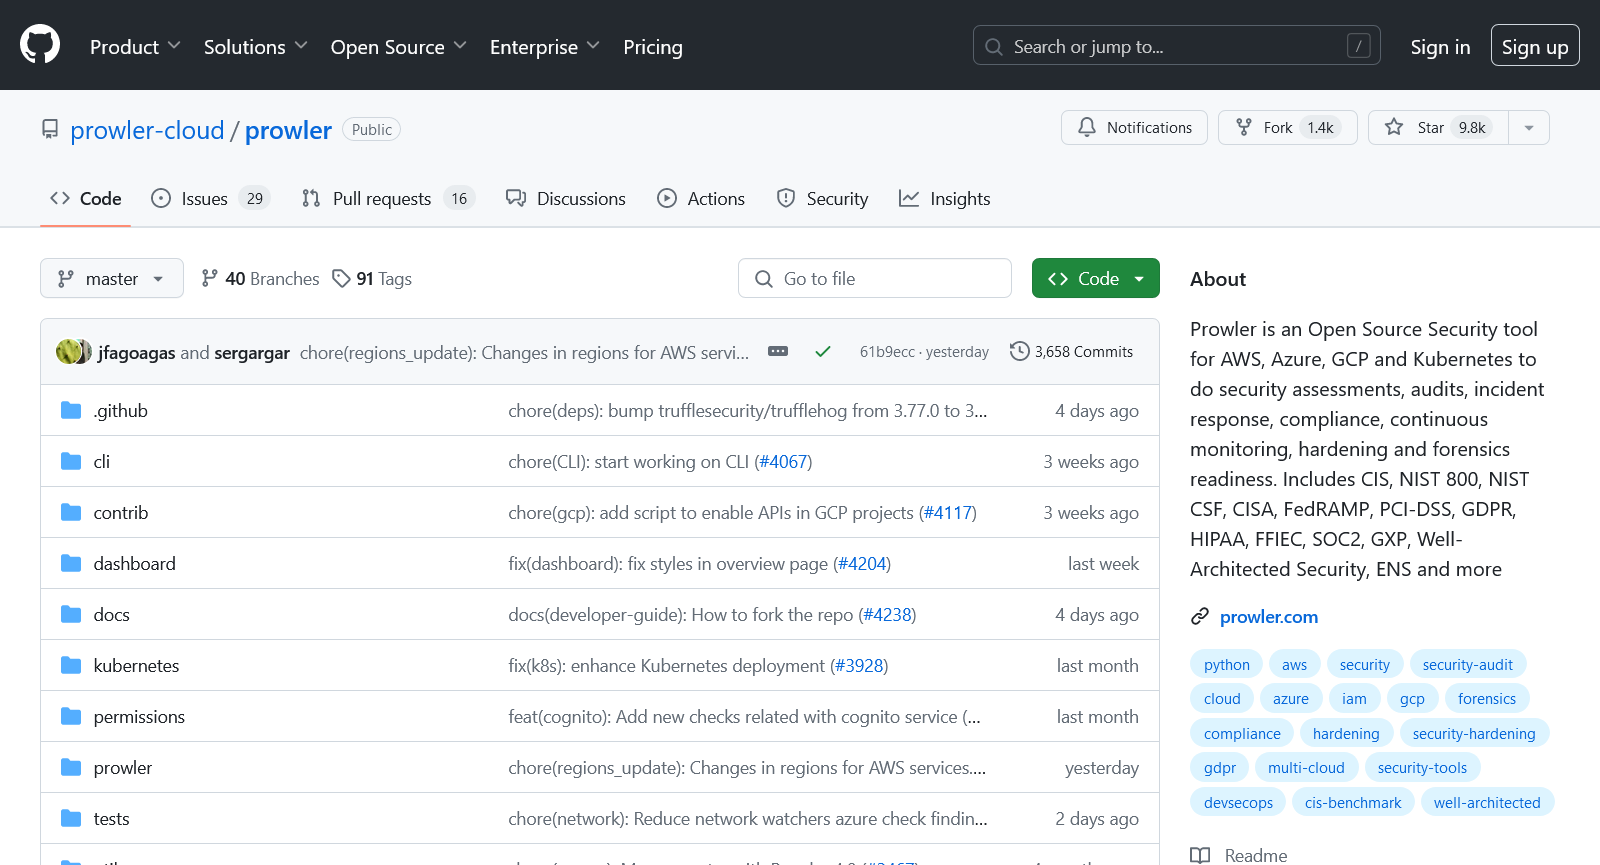 Product Solutions Open Source Enterprise Pricing Search or jump to... / Sign in Sign up
prowler-cloud / prowler Public Notifications Fork 1.4k Star 9.8k
Code Issues 29 Pull requests 16 Discussions Actions Security Insights
master 40 Branches 91 Tags Go to file Code
jfagoagas and sergargar chore(regions_update): Changes in regions for AWS servi... 61b9ecc · yesterday 3,658 Commits
.github chore(deps): bump trufflesecurity/trufflehog from 3.77.0 to 3... 4 days ago
cli chore(CLI): start working on CLI (#4067) 3 weeks ago
contrib chore(gcp): add script to enable APIs in GCP projects (#4117) 3 weeks ago
dashboard fix(dashboard): fix styles in overview page (#4204) last week
docs docs(developer-guide): How to fork the repo (#4238) 4 days ago
kubernetes fix(k8s): enhance Kubernetes deployment (#3928) last month
permissions feat(cognito): Add new checks related with cognito service (... last month
prowler chore(regions_update): Changes in regions for AWS services.... yesterday
tests chore(network): Reduce network watchers azure check findin... 2 days ago
About
Prowler is an Open Source Security tool
for AWS, Azure, GCP and Kubernetes to
do security assessments, audits, incident
response, compliance, continuous
monitoring, hardening and forensics
readiness. Includes CIS, NIST 800, NIST
CSF, CISA, FedRAMP, PCI-DSS, GDPR,
HIPAA, FFIEC, SOC2, GXP, Well-
Architected Security, ENS and more
prowler.com
python aws security security-audit
cloud azure iam gcp forensics
compliance hardening security-hardening
gdpr multi-cloud security-tools
devsecops cis-benchmark well-architected
Readme